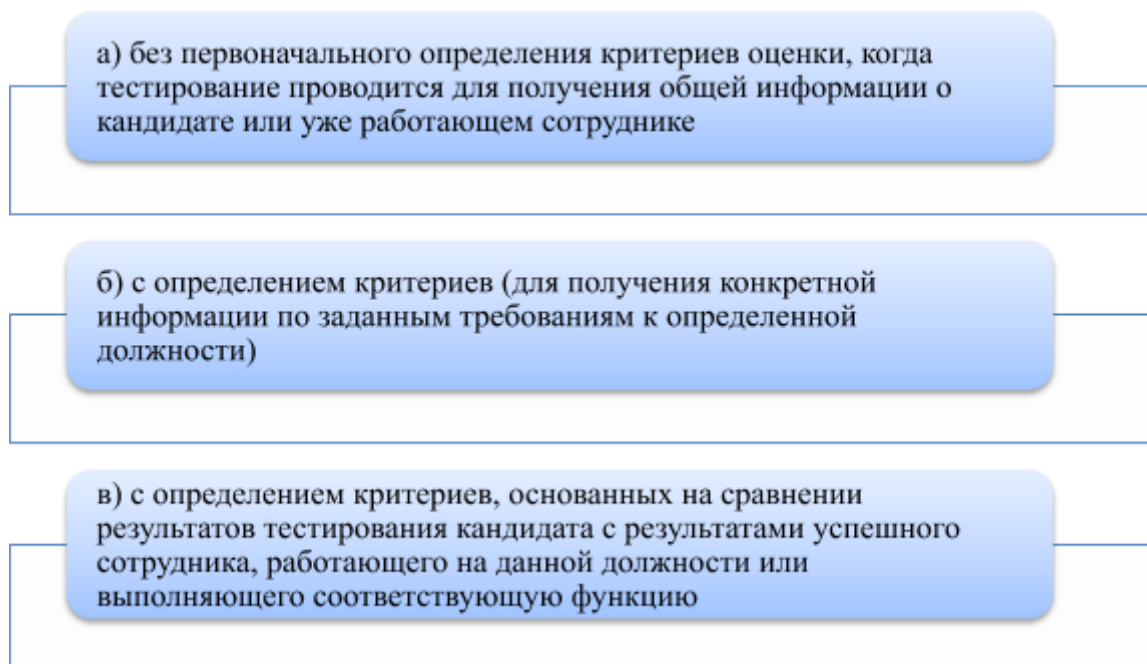 а) без первоначального определения критериев оценки, когда
тестирование проводится для получения общей информации о
кандидате или уже работающем сотруднике
б) с определением критериев (для получения конкретной
информации по заданным требованиям к определенной
должности)
в) с определением критериев, основанных на сравнении
результатов тестирования кандидата с результатами успешного
сотрудника, работающего на данной должности или
выполняющего соответствующую функцию